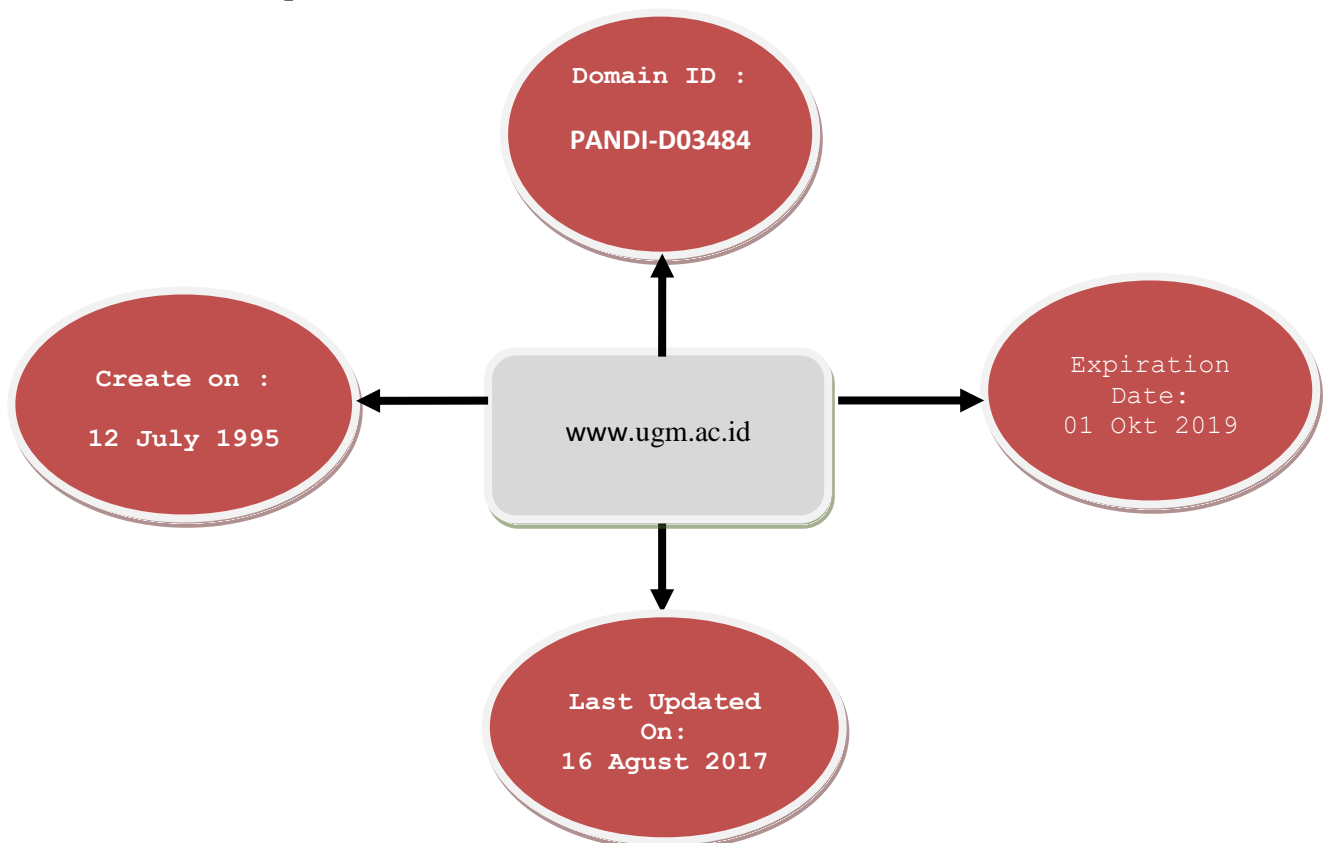 Domain ID :
PANDI-D03484
Create on :
12 July 1995
www.ugm.ac.id
Expiration
Date:
01 Okt 2019
Last Updated
On:
16 Agust 2017